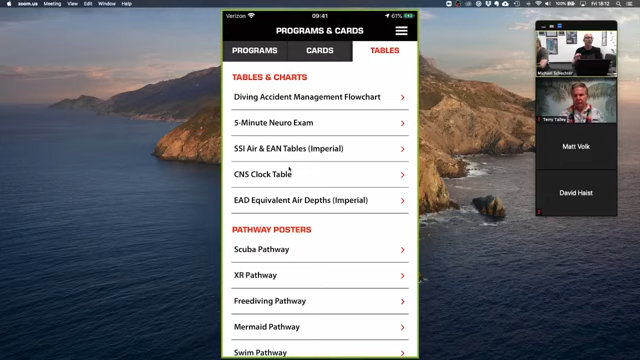 zoom.us Meeting View Edit Window Help
100% Fri 18:12
Verizon 09:41 61%
PROGRAMS & CARDS
PROGRAMS CARDS TABLES
TABLES & CHARTS
Diving Accident Management Flowchart
5-Minute Neuro Exam
SSI Air & EAN Tables (Imperial)
CNS Clock Table
EAD Equivalent Air Depths (Imperial)
PATHWAY POSTERS
Scuba Pathway
XR Pathway
Freediving Pathway
Mermaid Pathway
Swim Pathway
Michael Schechter
Terry Talley
Matt Volk
David Haist